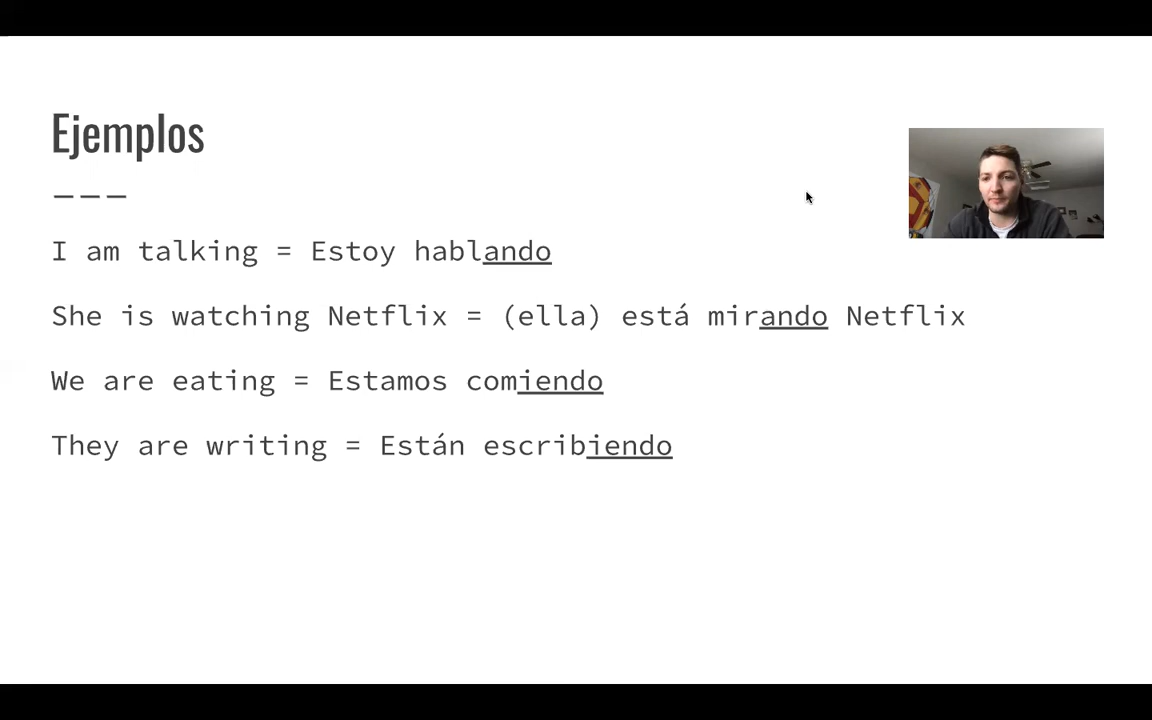 Ejemplos
I am talking = Estoy hablando
She is watching Netflix = (ella) está mirando Netflix
We are eating = Estamos comiendo
They are writing = Están escribiendo